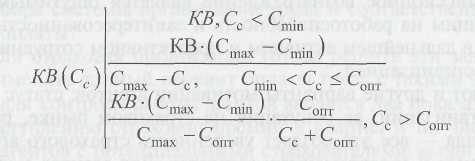 КВ, C_c < C_min
КВ·(C_max − C_min)
КВ(C_c) C_max − C_c , C_min < C_c ≤ C_опт
КВ·(C_max − C_min) · C_опт
C_max − C_опт C_c + C_опт , C_c > C_опт